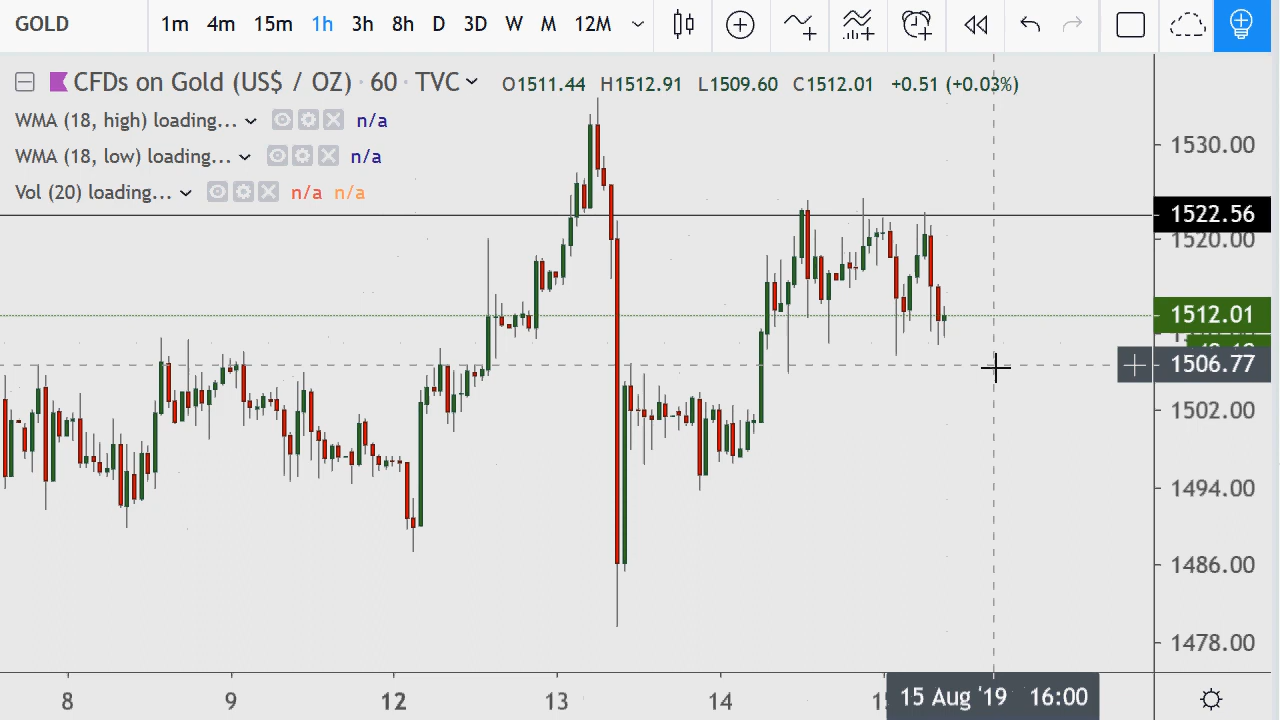 GOLD 1m 4m 15m 1h 3h 8h D 3D W M 12M
CFDs on Gold (US$ / OZ) · 60 · TVC O1511.44 H1512.91 L1509.60 C1512.01 +0.51 (+0.03%)
WMA (18, high) loading... n/a
WMA (18, low) loading... n/a
Vol (20) loading... n/a n/a
1530.00
1522.56
1520.00
1512.01
1506.77
1502.00
1494.00
1486.00
1478.00
8 9 12 13 14 15 Aug '19 16:00